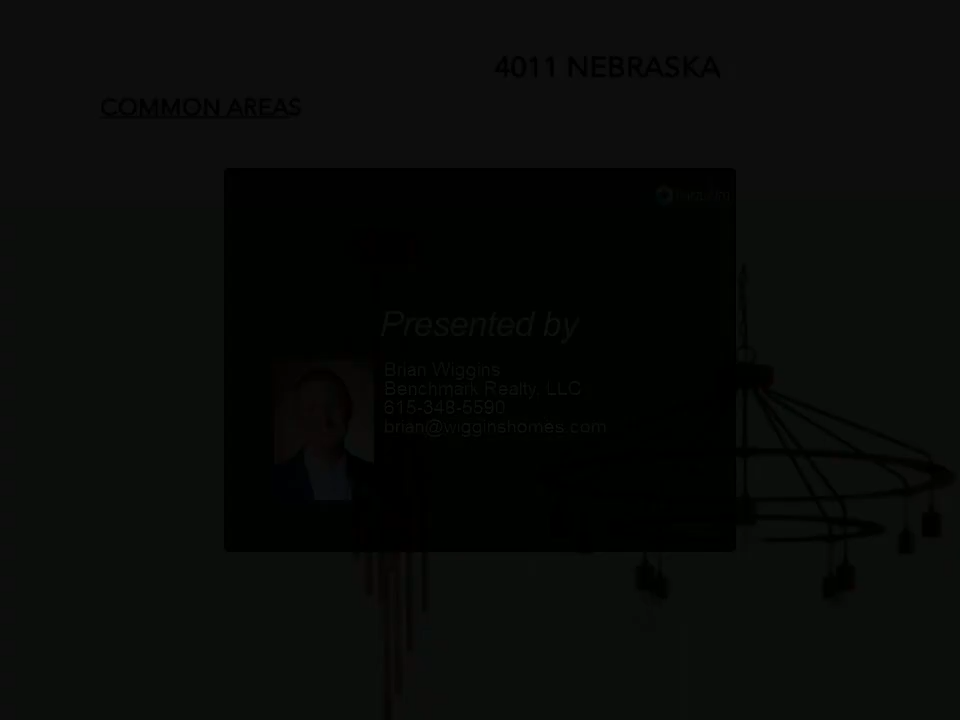 4011 NEBRASKA
COMMON AREAS
Presented by
Brian Wiggins
Benchmark Realty, LLC
615-348-5590
brian@wigginshomes.com